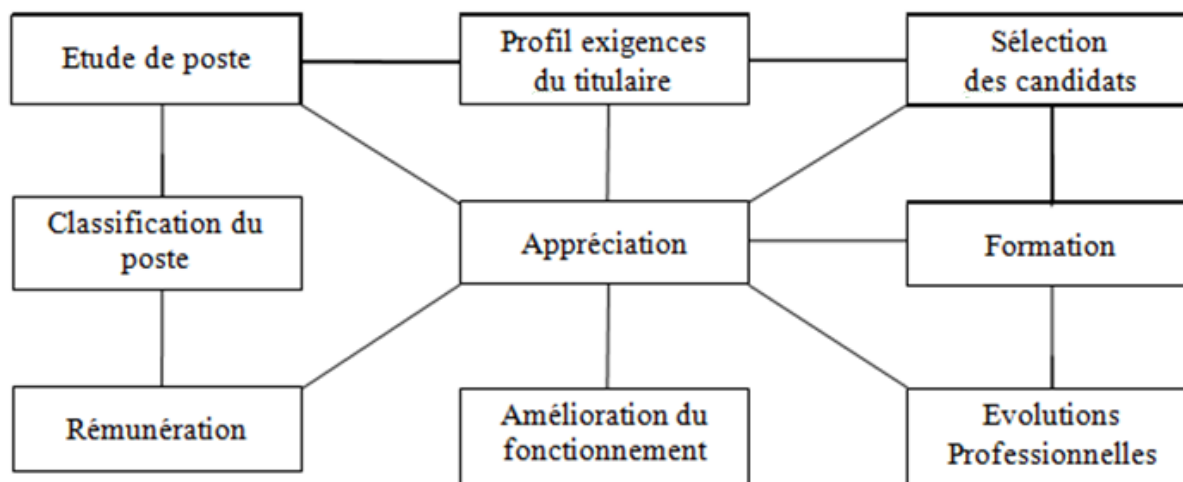 Etude de poste
Profil exigences
du titulaire
Sélection
des candidats
Classification du
poste
Appréciation
Formation
Rémunération
Amélioration du
fonctionnement
Evolutions
Professionnelles